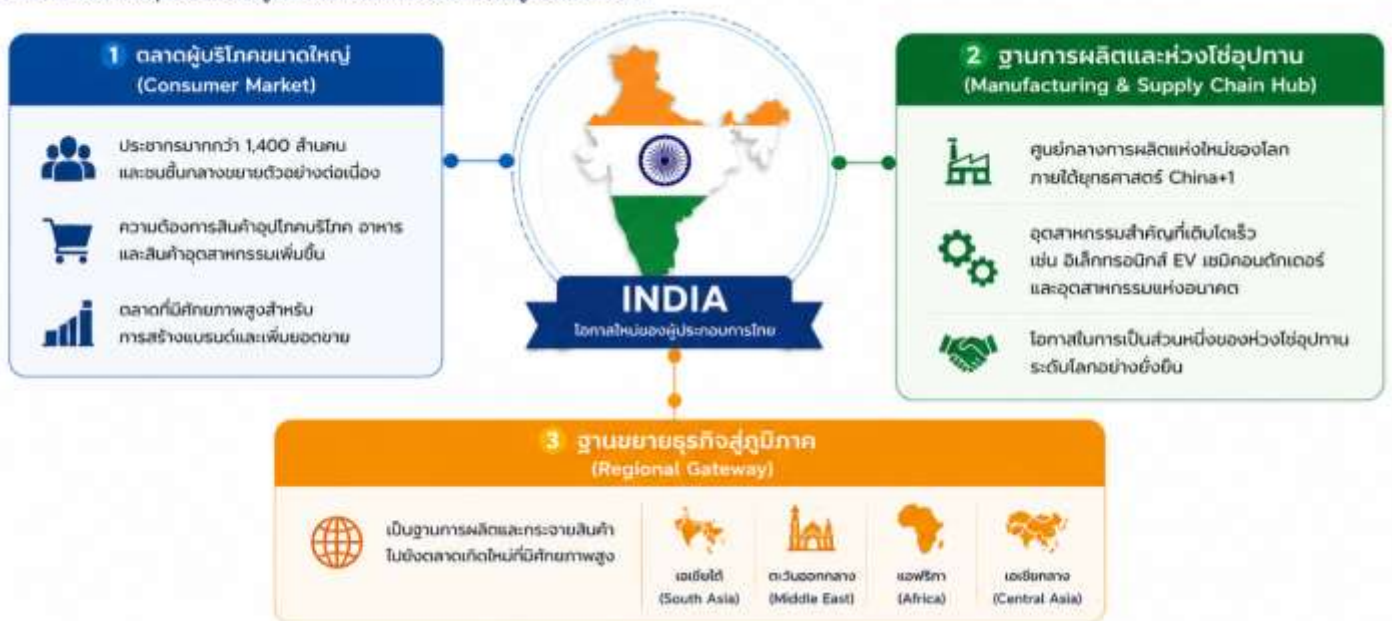 1 ตลาดผู้บริโภคขนาดใหญ่
(Consumer Market)
ประชากรมากกว่า 1,400 ล้านคน
และชนชั้นกลางขยายตัวอย่างต่อเนื่อง
ความต้องการสินค้าอุปโภคบริโภค อาหาร
และสินค้าอุตสาหกรรมเพิ่มขึ้น
ตลาดที่มีศักยภาพสูงสำหรับ
การสร้างแบรนด์และเพิ่มยอดขาย
INDIA
โอกาสใหม่ของผู้ประกอบการไทย
2 ฐานการผลิตและห่วงโซ่อุปทาน
(Manufacturing & Supply Chain Hub)
ศูนย์กลางการผลิตแห่งใหม่ของโลก
ภายใต้ยุทธศาสตร์ China+1
อุตสาหกรรมสำคัญที่เติบโตเร็ว
เช่น อิเล็กทรอนิกส์ EV เซมิคอนดักเตอร์
และอุตสาหกรรมแห่งอนาคต
โอกาสในการเป็นส่วนหนึ่งของห่วงโซ่อุปทาน
ระดับโลกอย่างยั่งยืน
3 ฐานขยายธุรกิจสู่ภูมิภาค
(Regional Gateway)
เป็นฐานการผลิตและกระจายสินค้า
ไปยังตลาดเกิดใหม่ที่มีศักยภาพสูง
เอเชียใต้
(South Asia)
ตะวันออกกลาง
(Middle East)
แอฟริกา
(Africa)
เอเชียกลาง
(Central Asia)